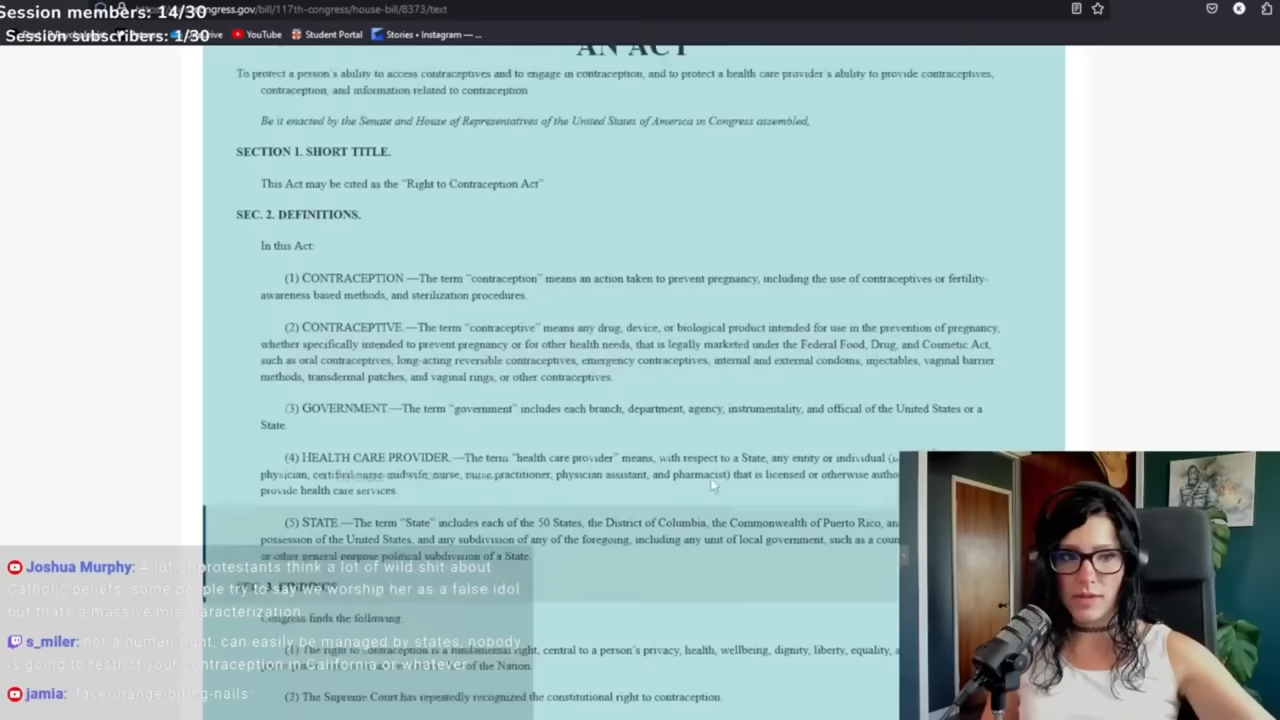 Session members: 14/30
.gov/bill/117th-congress/house-bill/8373/text
Session subscribers: 1/30
YouTube
Student Portal
Stories • Instagram — ...
AN ACT
To protect a person's ability to access contraceptives and to engage in contraception, and to protect a health care provider's ability to provide contraceptives,
contraception, and information related to contraception
Be it enacted by the Senate and House of Representatives of the United States of America in Congress assembled,
SECTION 1. SHORT TITLE.
This Act may be cited as the "Right to Contraception Act"
SEC. 2. DEFINITIONS.
In this Act:
(1) CONTRACEPTION.—The term "contraception" means an action taken to prevent pregnancy, including the use of contraceptives or fertility-
awareness based methods, and sterilization procedures.
(2) CONTRACEPTIVE.—The term "contraceptive" means any drug, device, or biological product intended for use in the prevention of pregnancy,
whether specifically intended to prevent pregnancy or for other health needs, that is legally marketed under the Federal Food, Drug, and Cosmetic Act,
such as oral contraceptives, long-acting reversible contraceptives, emergency contraceptives, internal and external condoms, injectables, vaginal barrier
methods, transdermal patches, and vaginal rings, or other contraceptives.
(3) GOVERNMENT.—The term "government" includes each branch, department, agency, instrumentality, and official of the United States or a
State.
(4) HEALTH CARE PROVIDER.—The term "health care provider" means, with respect to a State, any entity or individual
physician, certified nurse-midwife, nurse, nurse practitioner, physician assistant, and pharmacist) that is licensed or otherwise
provide health care services.
(5) STATE.—The term "State" includes each of the 50 States, the District of Columbia, the Commonwealth of Puerto Rico,
possession of the United States, and any subdivision of any of the foregoing, including any unit of local government, such as a
or other general purpose political subdivision of a State.
Joshua Murphy: A lot of protestants think a lot of wild shit about
Catholic beliefs. some people try to say we worship her as a false idol
but thats a massive mischaracterization.
SEC. 3. FINDINGS.
Congress finds the following:
s_miler: not a human right, can easily be managed by states, nobody
is going to restrict your contraception in California or whatever
(1) The right to contraception is a fundamental right, central to a person's privacy, health, wellbeing, dignity, liberty, equality,
of the Nation.
jamia: :face-orange-biting-nails:
(2) The Supreme Court has repeatedly recognized the constitutional right to contraception.